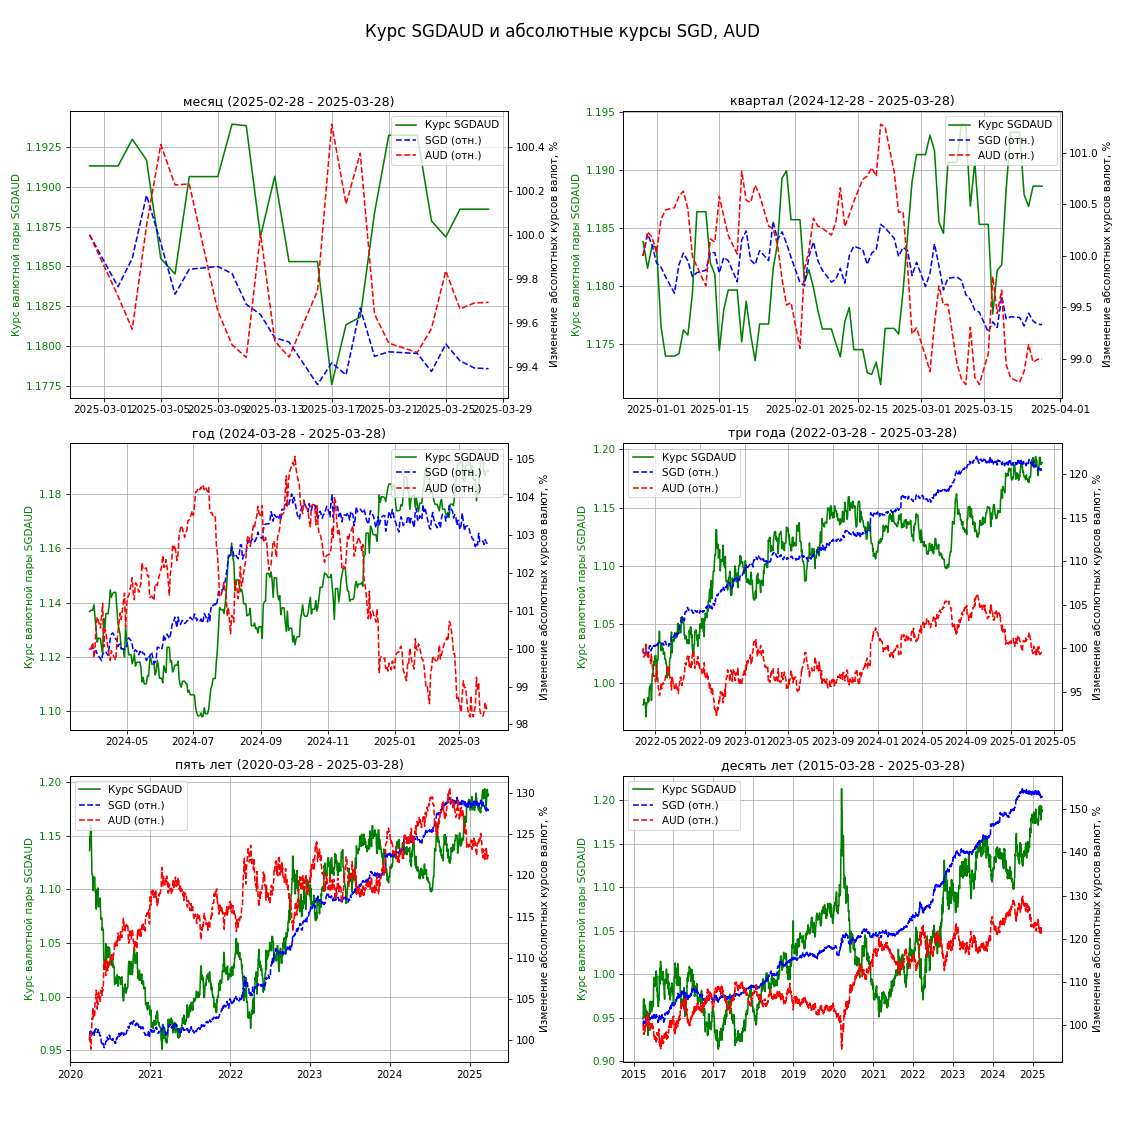 Курс SGDAUD и абсолютные курсы SGD, AUD
месяц (2025-02-28 - 2025-03-28)
Курс валютной пары SGDAUD
1.1925
1.1900
1.1875
1.1850
1.1825
1.1800
1.1775
Курс SGDAUD
SGD (отн.)
AUD (отн.)
100.4
100.2
100.0
99.8
99.6
99.4
Изменение абсолютных курсов валют, %
2025-03-01 2025-03-05 2025-03-09 2025-03-13 2025-03-17 2025-03-21 2025-03-25 2025-03-29
квартал (2024-12-28 - 2025-03-28)
Курс валютной пары SGDAUD
1.195
1.190
1.185
1.180
1.175
Курс SGDAUD
SGD (отн.)
AUD (отн.)
101.0
100.5
100.0
99.5
99.0
Изменение абсолютных курсов валют, %
2025-01-01 2025-01-15 2025-02-01 2025-02-15 2025-03-01 2025-03-15 2025-04-01
год (2024-03-28 - 2025-03-28)
Курс валютной пары SGDAUD
1.18
1.16
1.14
1.12
1.10
Курс SGDAUD
SGD (отн.)
AUD (отн.)
105
104
103
102
101
100
99
98
Изменение абсолютных курсов валют, %
2024-05 2024-07 2024-09 2024-11 2025-01 2025-03
три года (2022-03-28 - 2025-03-28)
Курс валютной пары SGDAUD
1.20
1.15
1.10
1.05
1.00
Курс SGDAUD
SGD (отн.)
AUD (отн.)
120
115
110
105
100
95
Изменение абсолютных курсов валют, %
2022-05 2022-09 2023-01 2023-05 2023-09 2024-01 2024-05 2024-09 2025-01 2025-05
пять лет (2020-03-28 - 2025-03-28)
Курс валютной пары SGDAUD
1.20
1.15
1.10
1.05
1.00
0.95
Курс SGDAUD
SGD (отн.)
AUD (отн.)
130
125
120
115
110
105
100
Изменение абсолютных курсов валют, %
2020 2021 2022 2023 2024 2025
десять лет (2015-03-28 - 2025-03-28)
Курс валютной пары SGDAUD
1.20
1.15
1.10
1.05
1.00
0.95
0.90
Курс SGDAUD
SGD (отн.)
AUD (отн.)
150
140
130
120
110
100
Изменение абсолютных курсов валют, %
2015 2016 2017 2018 2019 2020 2021 2022 2023 2024 2025